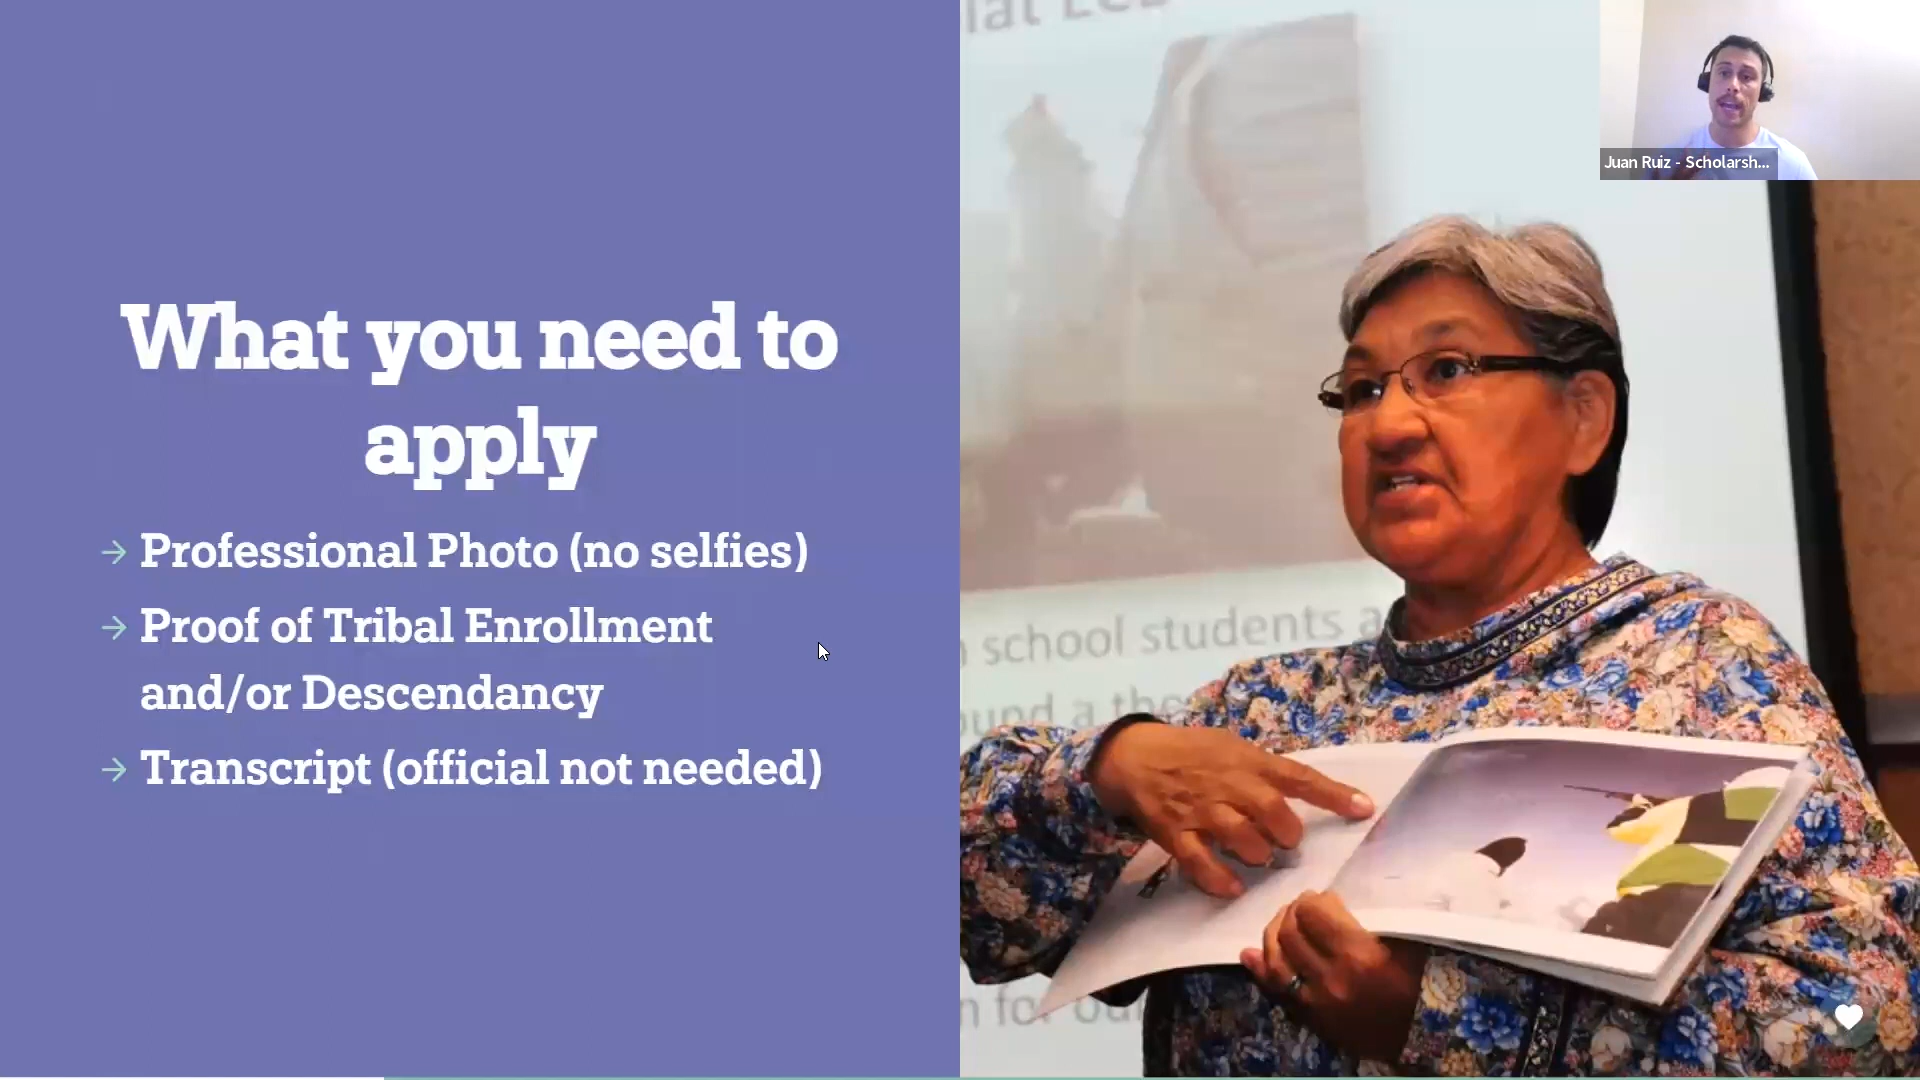 What you need to
apply
→ Professional Photo (no selfies)
→ Proof of Tribal Enrollment
and/or Descendancy
→ Transcript (official not needed)
Juan Ruiz - Scholarsh...
school students a
a the
for our